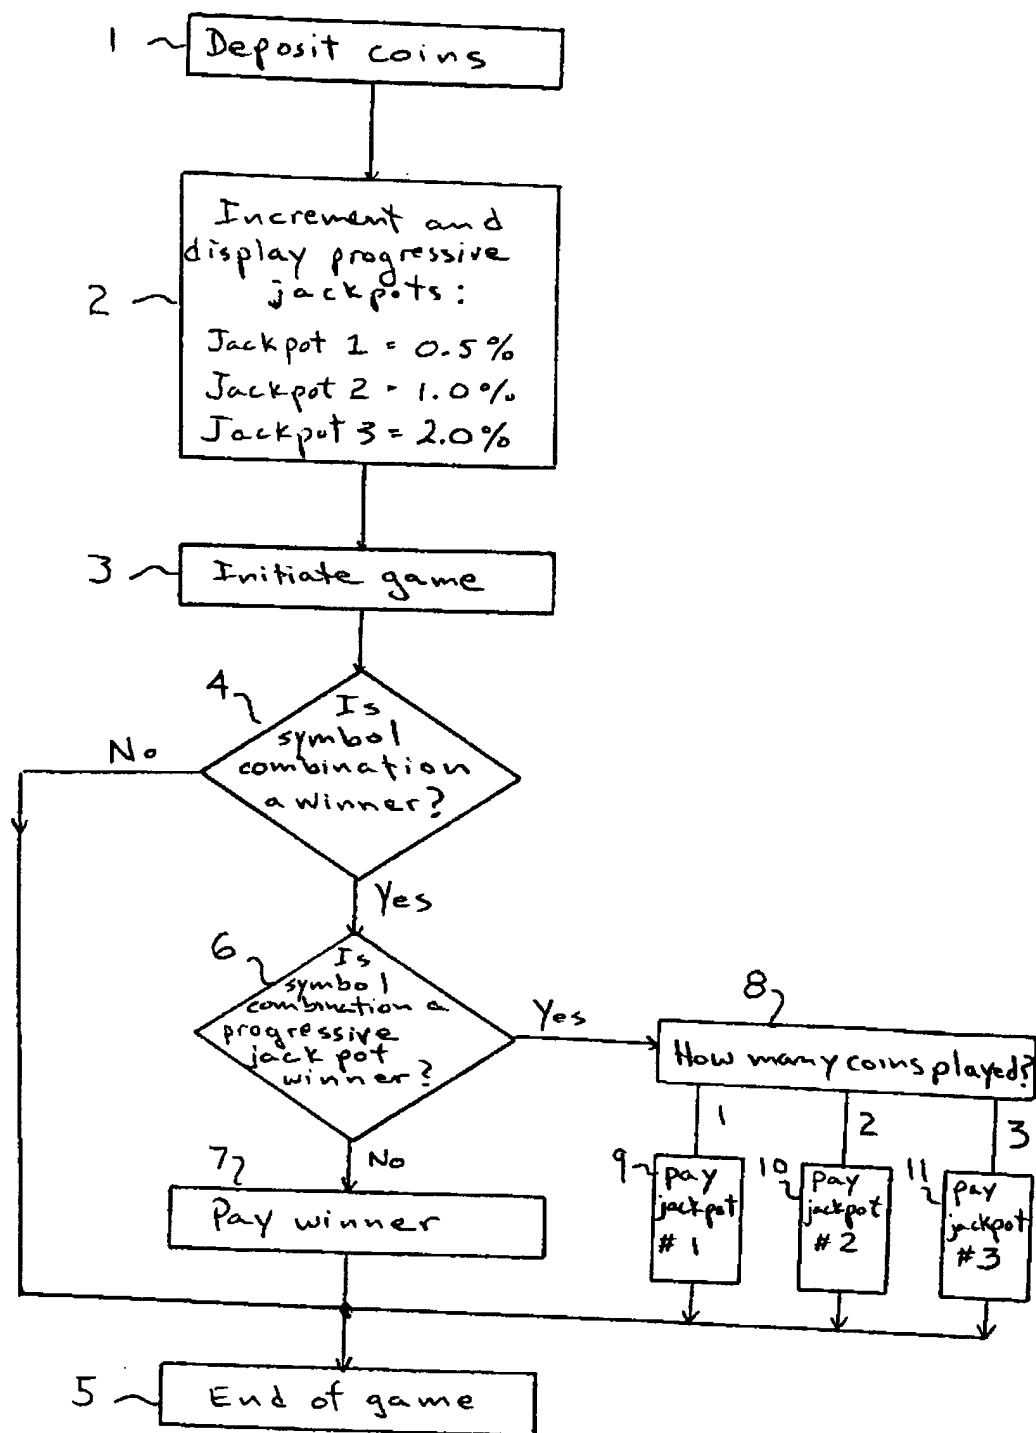 1
Deposit coins
2
Increment and
display progressive
jackpots:
Jackpot 1 = 0.5%
Jackpot 2 = 1.0%
Jackpot 3 = 2.0%
3
Initiate game
4
Is
symbol
combination
a winner?
No
Yes
6
Is
symbol
combination a
progressive
jackpot
winner?
Yes
8
How many coins played?
1
2
3
No
7
Pay winner
9
pay
jackpot
# 1
10
pay
jackpot
# 2
11
pay
jackpot
# 3
5
End of game